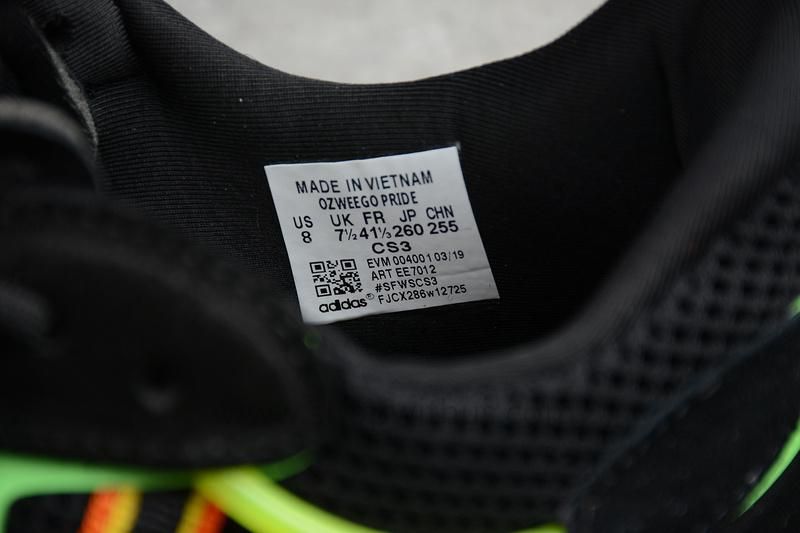 MADE IN VIETNAM
OZWEEGO PRIDE
US UK FR JP CHN
8 7½ 41⅓ 260 255
CS3
EVM 004001 03/19
ART EE7012
#SFWSCS3
adidas® FJCX286w12725